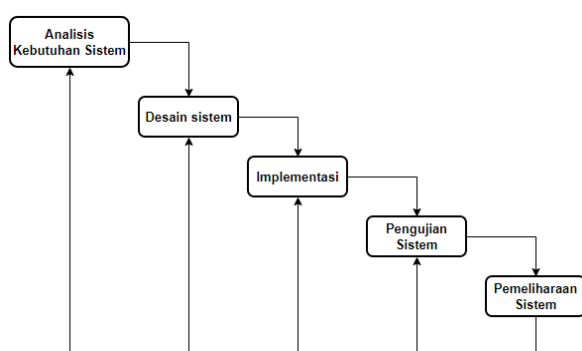 Analisis
Kebutuhan Sistem
Desain sistem
Implementasi
Pengujian
Sistem
Pemeliharaan
Sistem